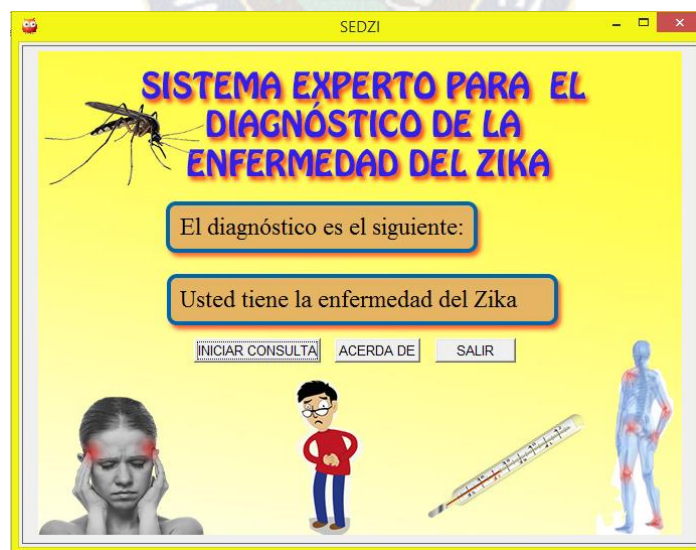 SEDZI
SISTEMA EXPERTO PARA EL
DIAGNÓSTICO DE LA
ENFERMEDAD DEL ZIKA
El diagnóstico es el siguiente:
Usted tiene la enfermedad del Zika
INICIAR CONSULTA ACERDA DE SALIR